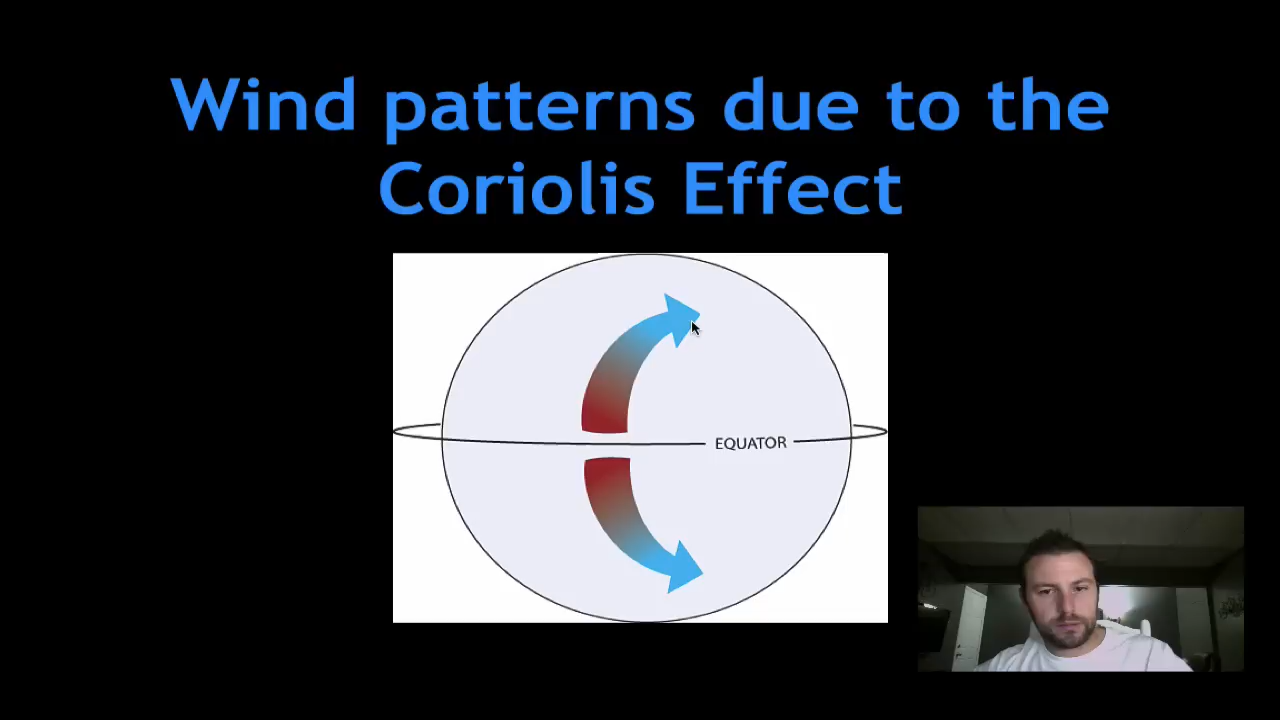 Wind patterns due to the
Coriolis Effect
EQUATOR